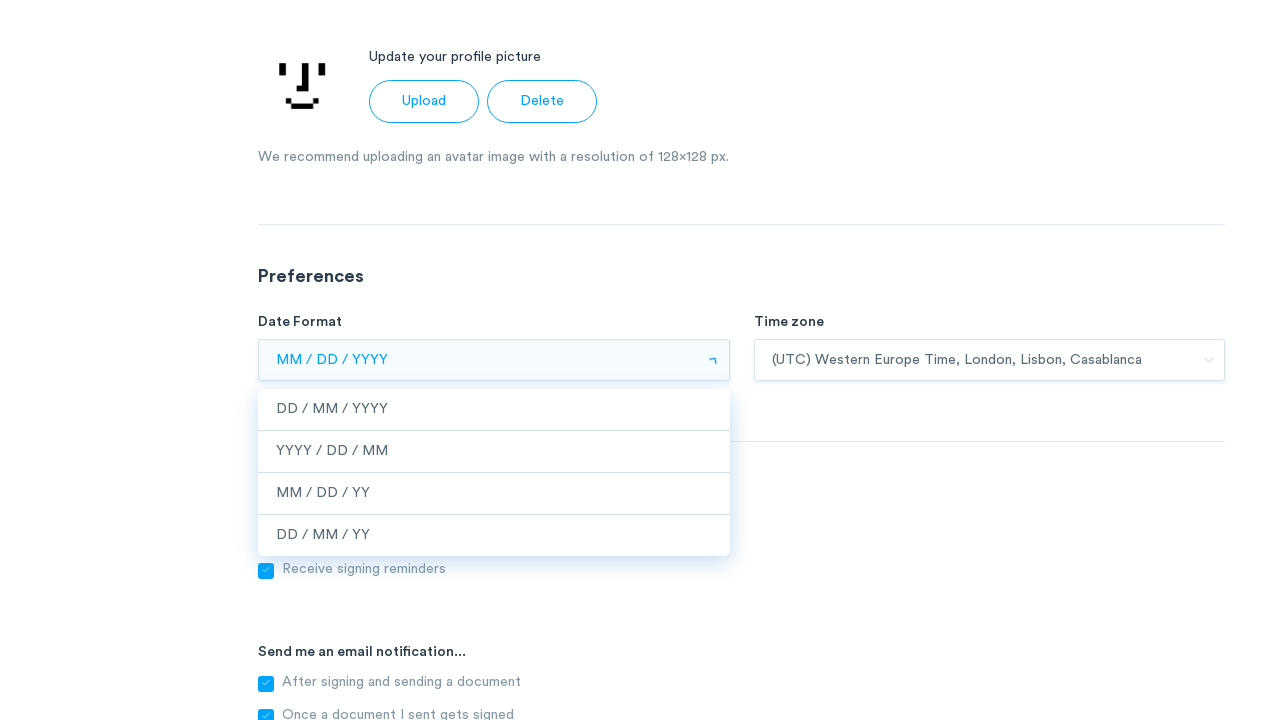 Update your profile picture
Upload
Delete
We recommend uploading an avatar image with a resolution of 128×128 px.
Preferences
Date Format
Time zone
MM / DD / YYYY
(UTC) Western Europe Time, London, Lisbon, Casablanca
DD / MM / YYYY
YYYY / DD / MM
MM / DD / YY
DD / MM / YY
Receive signing reminders
Send me an email notification...
After signing and sending a document
Once a document I sent gets signed